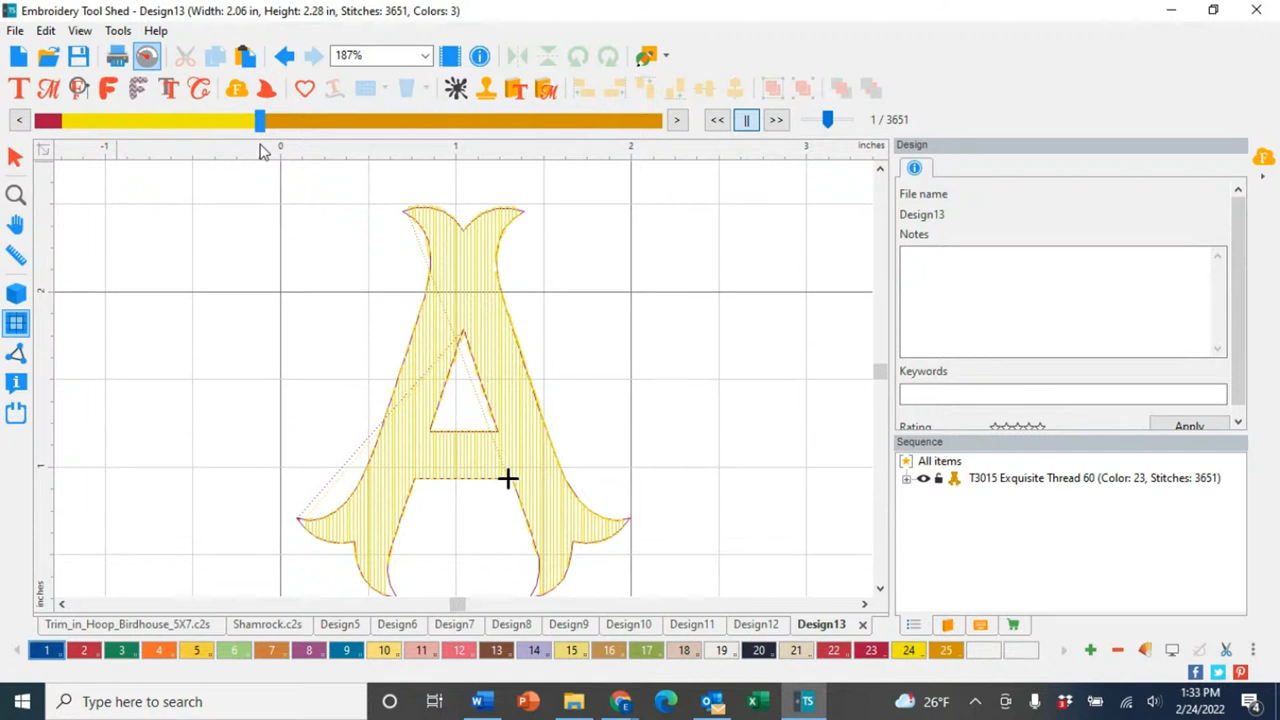 Embroidery Tool Shed - Design13 (Width: 2.06 in, Height: 2.28 in, Stitches: 3651, Colors: 3)
File Edit View Tools Help
187%
< > << || >> 1 / 3651
-1 0 1 2 3 inches
2
1
inches
Design
File name
Design13
Notes
Keywords
Rating
Apply
Sequence
All items
T3015 Exquisite Thread 60 (Color: 23, Stitches: 3651)
Trim_in_Hoop_Birdhouse_5X7.c2s Shamrock.c2s Design5 Design6 Design7 Design8 Design9 Design10 Design11 Design12 Design13
1 2 3 4 5 6 7 8 9 10 11 12 13 14 15 16 17 18 19 20 21 22 23 24 25
Type here to search
26°F
1:33 PM
2/24/2022
4